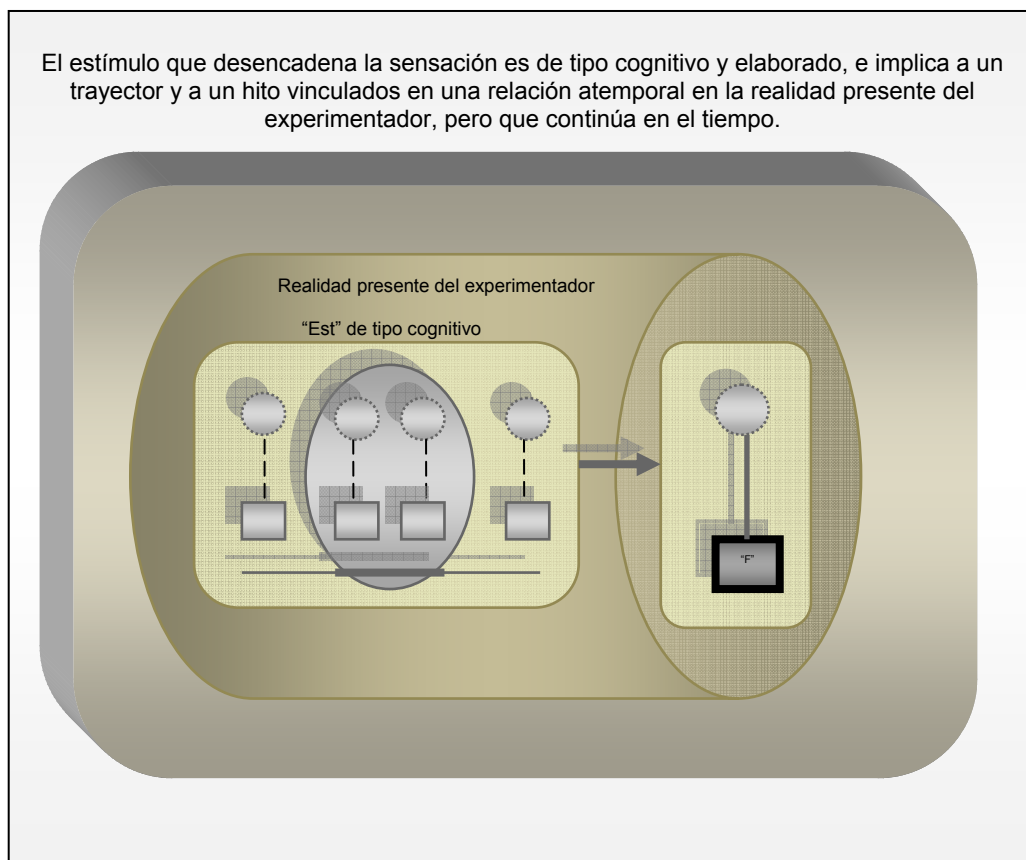 El estímulo que desencadena la sensación es de tipo cognitivo y elaborado, e implica a un
trayector y a un hito vinculados en una relación atemporal en la realidad presente del
experimentador, pero que continúa en el tiempo.
Realidad presente del experimentador
“Est” de tipo cognitivo
“F”